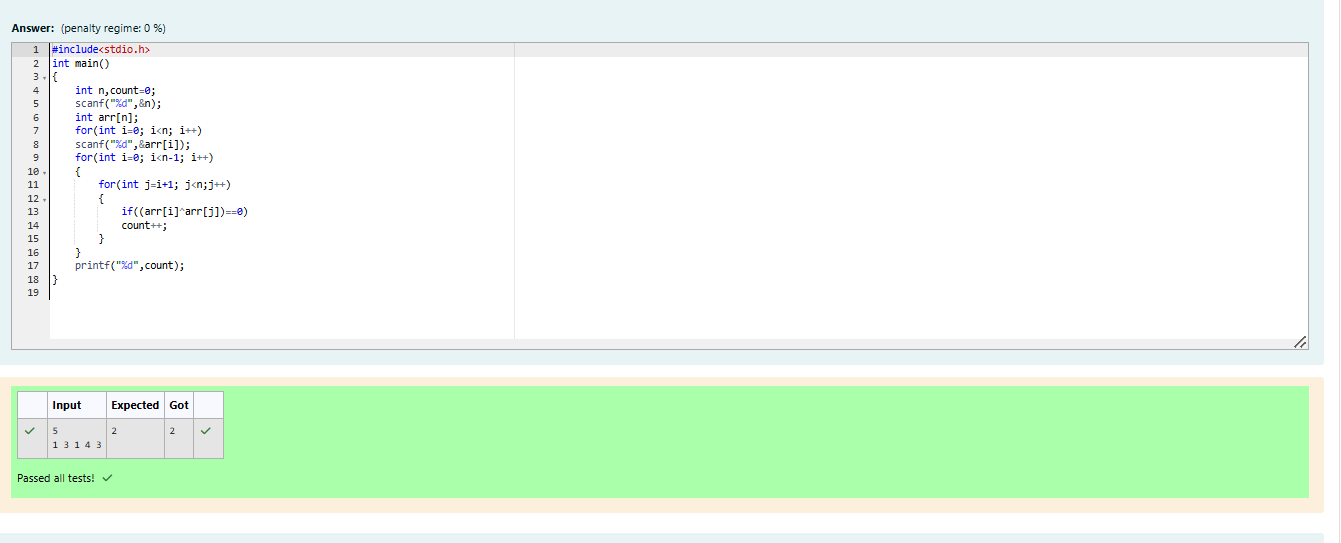 Answer: (penalty regime: 0 %)
1 #include<stdio.h>
2 int main()
3 {
4 int n,count=0;
5 scanf("%d",&n);
6 int arr[n];
7 for(int i=0; i<n; i++)
8 scanf("%d",&arr[i]);
9 for(int i=0; i<n-1; i++)
10 {
11 for(int j=i+1; j<n;j++)
12 {
13 if((arr[i]^arr[j])==0)
14 count++;
15 }
16 }
17 printf("%d",count);
18 }
19
Input Expected Got
5 2 2
1 3 1 4 3
Passed all tests!